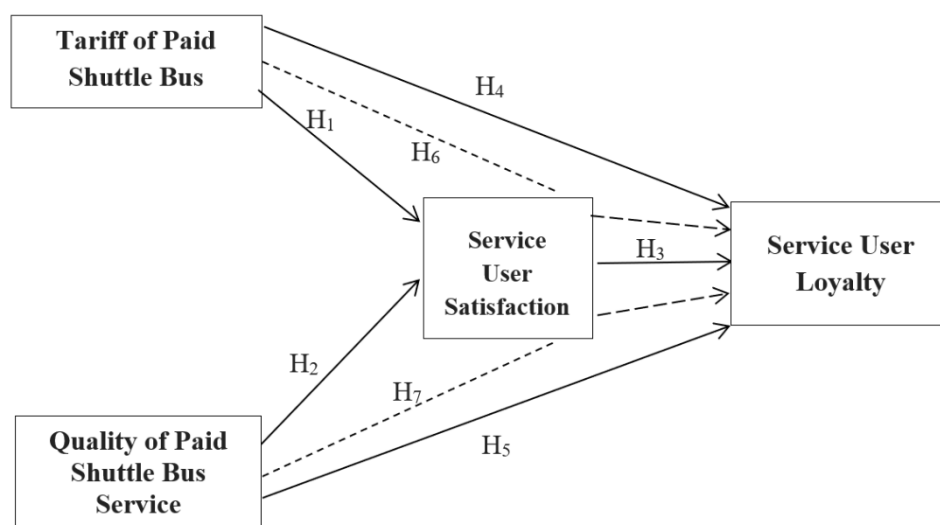 Tariff of Paid
Shuttle Bus
H4
H1
H6
Service
User
Satisfaction
H3
Service User
Loyalty
H2
H7
H5
Quality of Paid
Shuttle Bus
Service